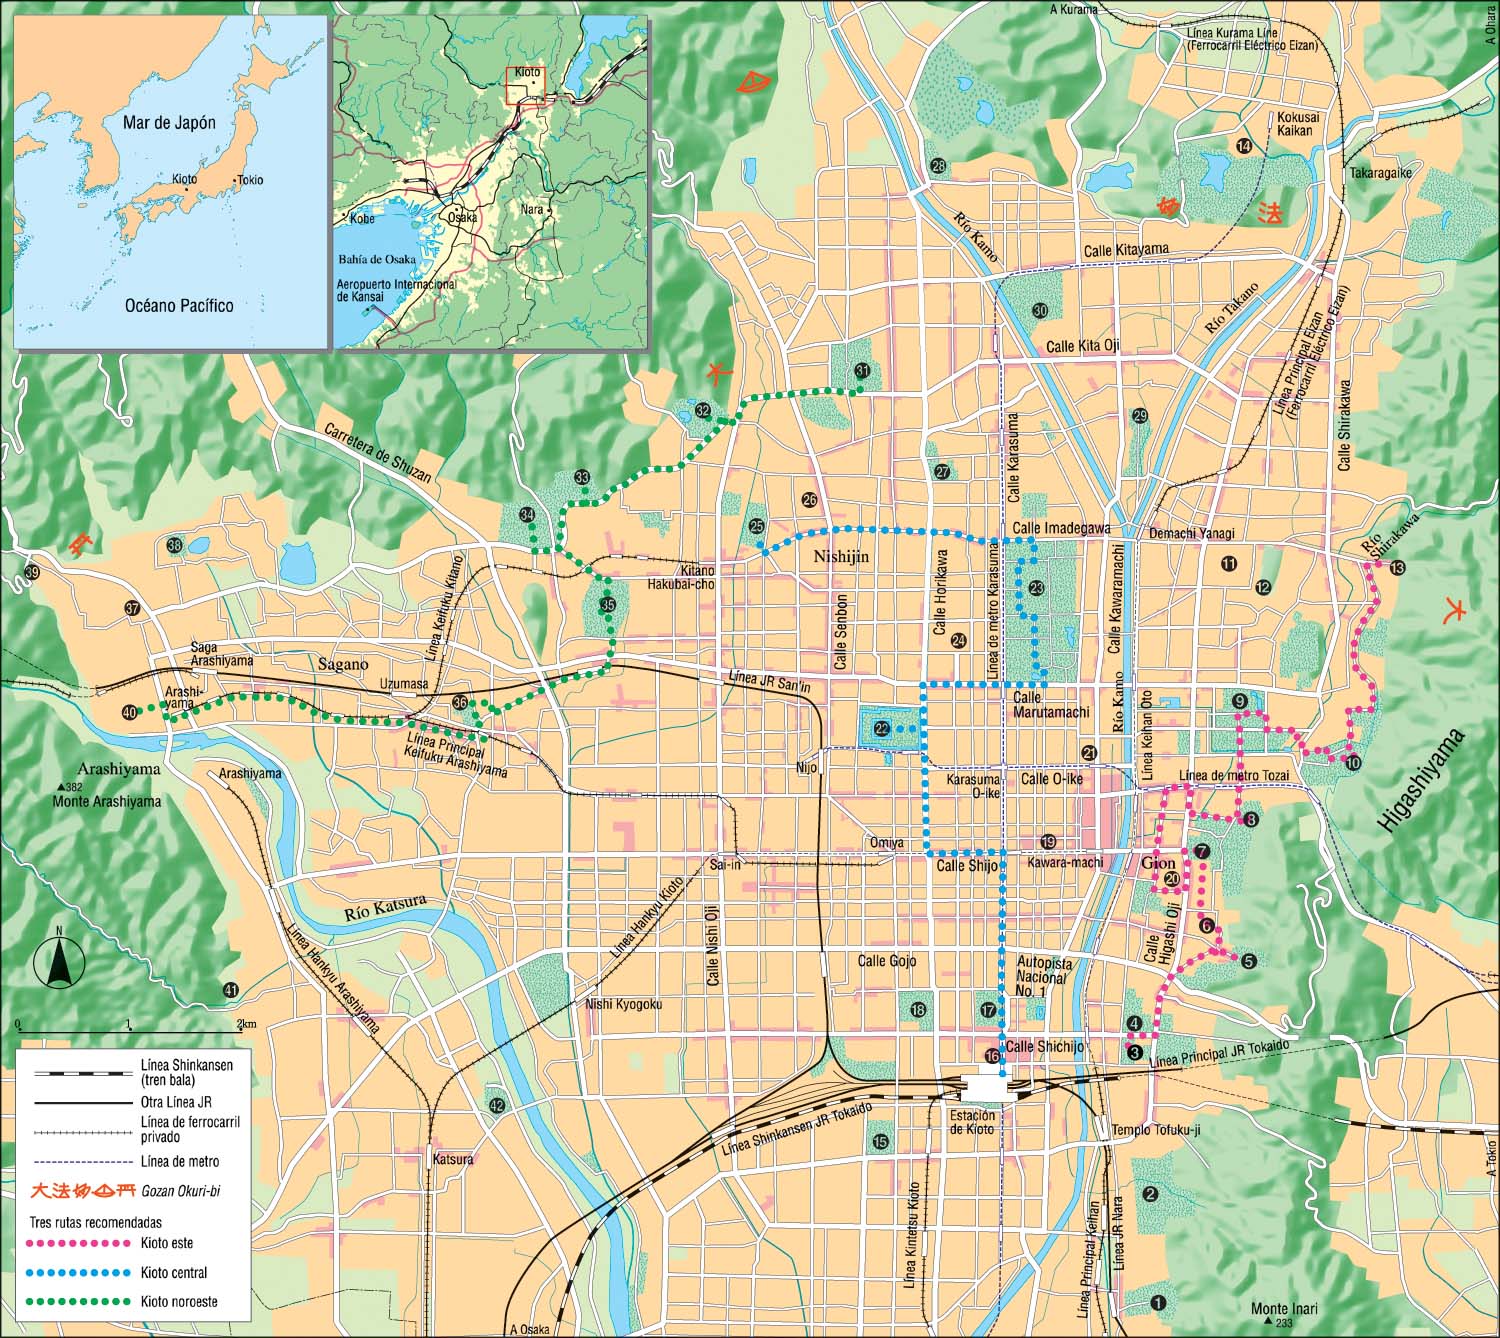 Mar de Japón
Kioto
Tokio
Océano Pacífico
Kioto
Kobe
Osaka
Nara
Bahía de Osaka
Aeropuerto Internacional
de Kansai
A Kurama
Línea Kurama Líne
(Ferrocarril Eléctrico Eizan)
A Ohara
Kokusai
Kaikan
14
Takaragaike
28
妙
法
Río Kamo
Calle Kitayama
30
Río Takano
Línea Principal Eizan
(Ferrocarril Eléctrico Eizan)
Calle Kita Oji
31
大
32
Calle Shirakawa
29
Carretera de Shuzan
Calle Karasuma
27
33
26
34
25
Calle Imadegawa
Demachi Yanagi
Río
Shirakawa
Nishijin
38
39
Kitano
Hakubai-cho
Línea Keifuku Kitano
Calle Horikawa
Línea de metro Karasuma
Calle Kawaramachi
11
12
13
23
35
37
大
Calle Senbon
24
Saga
Arashiyama
Sagano
Uzumasa
Línea JR San'in
Arashi-
yama
36
40
Calle
Marutamachi
Río Kamo
Línea Keihan Oto
9
22
Línea Principal
Keifuku Arashiyama
21
10
Higashiyama
Arashiyama
382
Monte Arashiyama
Arashiyama
Nijo
Karasuma
O-ike
Calle O-ike
Línea de metro Tozai
8
Omiya
19
7
Sai-in
Calle Shijo
Kawara-machi
Gion
20
Río Katsura
Línea Hankyu Kioto
Calle Nishi Oji
Calle
Higashi Oji
6
5
N
Línea Hankyu Arashiyama
Calle Gojo
Autopista
Nacional
No. 1
41
Nishi Kyogoku
18
17
4
3
0 1 2km
16
Calle Shichijo
Línea Principal JR Tokaido
42
Estación
de Kioto
Línea Shinkansen JR Tokaido
15
Templo Tofuku-ji
Katsura
A Tokio
2
Línea Kintetsu Kioto
Línea Principal Keihan
Línea JR Nara
1
Monte Inari
233
A Osaka
Línea Shinkansen
(tren bala)
Otra Línea JR
Línea de ferrocarril
privado
Línea de metro
大法妙 Gozan Okuri-bi
Tres rutas recomendadas
Kioto este
Kioto central
Kioto noroeste